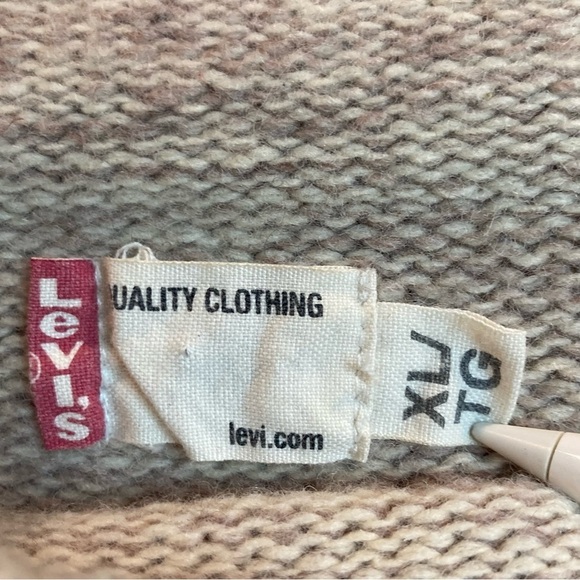 LeVI.s
UALITY CLOTHING
levi.com
XL/
TG